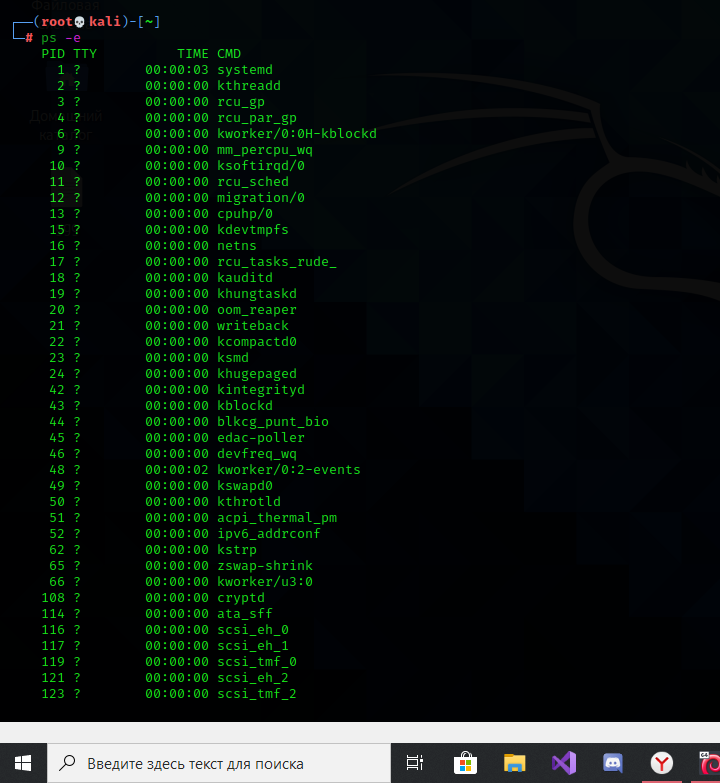 Файловая
┌──(root💀kali)-[~]
└─# ps -e
PID TTY TIME CMD
1 ? 00:00:03 systemd
2 ? 00:00:00 kthreadd
3 ? 00:00:00 rcu_gp
4 ? 00:00:00 rcu_par_gp
6 ? 00:00:00 kworker/0:0H-kblockd
9 ? 00:00:00 mm_percpu_wq
10 ? 00:00:00 ksoftirqd/0
11 ? 00:00:00 rcu_sched
12 ? 00:00:00 migration/0
13 ? 00:00:00 cpuhp/0
15 ? 00:00:00 kdevtmpfs
16 ? 00:00:00 netns
17 ? 00:00:00 rcu_tasks_rude_
18 ? 00:00:00 kauditd
19 ? 00:00:00 khungtaskd
20 ? 00:00:00 oom_reaper
21 ? 00:00:00 writeback
22 ? 00:00:00 kcompactd0
23 ? 00:00:00 ksmd
24 ? 00:00:00 khugepaged
42 ? 00:00:00 kintegrityd
43 ? 00:00:00 kblockd
44 ? 00:00:00 blkcg_punt_bio
45 ? 00:00:00 edac-poller
46 ? 00:00:00 devfreq_wq
48 ? 00:00:02 kworker/0:2-events
49 ? 00:00:00 kswapd0
50 ? 00:00:00 kthrotld
51 ? 00:00:00 acpi_thermal_pm
52 ? 00:00:00 ipv6_addrconf
62 ? 00:00:00 kstrp
65 ? 00:00:00 zswap-shrink
66 ? 00:00:00 kworker/u3:0
108 ? 00:00:00 cryptd
114 ? 00:00:00 ata_sff
116 ? 00:00:00 scsi_eh_0
117 ? 00:00:00 scsi_eh_1
119 ? 00:00:00 scsi_tmf_0
121 ? 00:00:00 scsi_eh_2
123 ? 00:00:00 scsi_tmf_2
Введите здесь текст для поиска
64